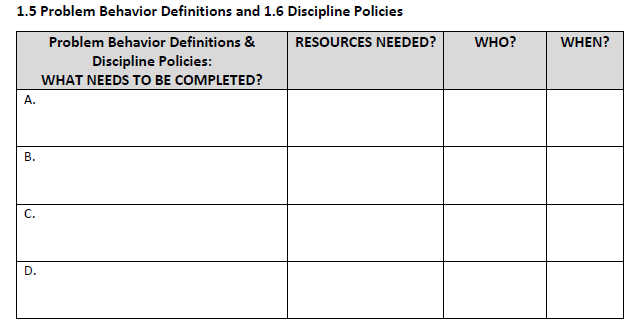 1.5 Problem Behavior Definitions and 1.6 Discipline Policies
Problem Behavior Definitions &
Discipline Policies:
WHAT NEEDS TO BE COMPLETED?
RESOURCES NEEDED?
WHO?
WHEN?
A.
B.
C.
D.